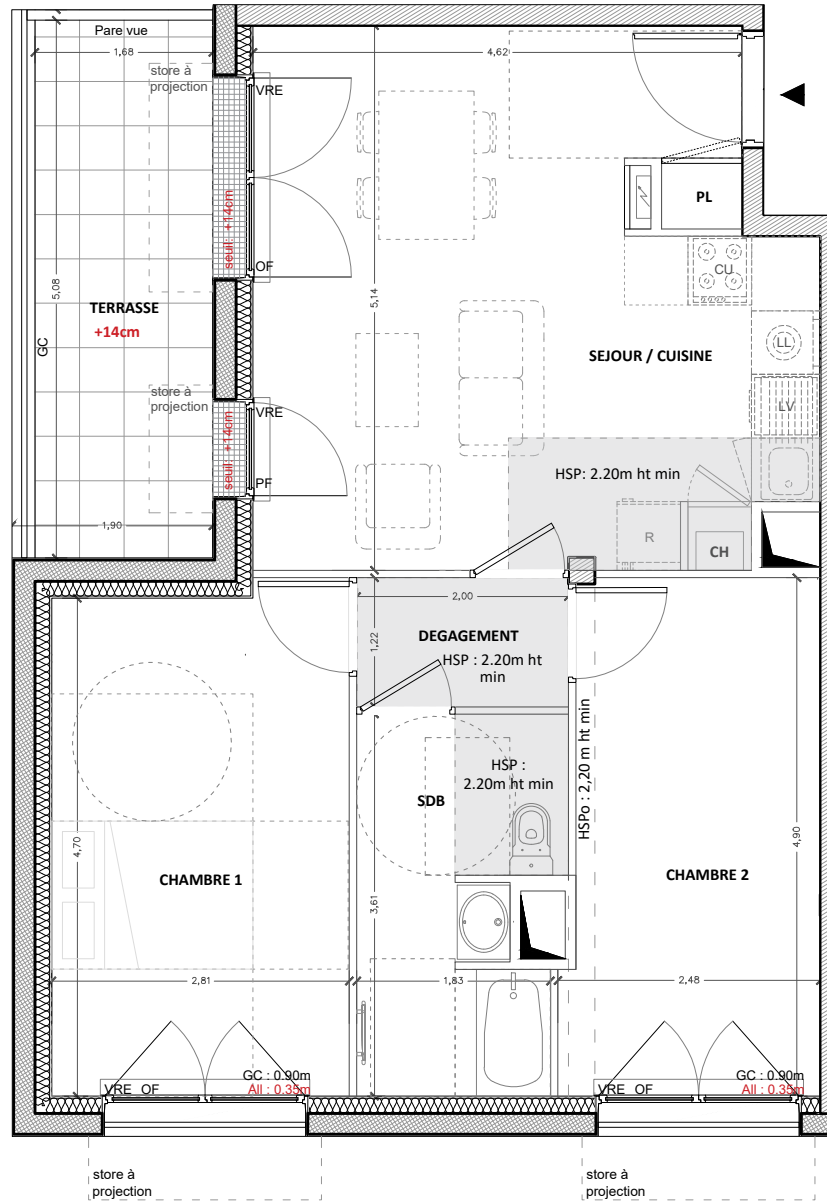 Pare vue
1,68
4,62
store à
projection
VRE
PL
seuil: +14cm
CU
OF
5,08
TERRASSE
+14cm
5,14
GC
LL
SEJOUR / CUISINE
store à
projection
LV
VRE
seuil: +14cm
HSP: 2.20m ht min
PF
1,90
R
CH
2,00
1,22
DEGAGEMENT
HSP : 2.20m ht
min
HSPo : 2,20 m ht min
HSP :
2.20m ht min
SDB
4,70
4,90
CHAMBRE 1
CHAMBRE 2
3,61
2,81
1,83
2,48
GC : 0.90m
VRE OF
All : 0.35m
GC : 0.90m
VRE OF
All : 0.35m
store à
projection
store à
projection